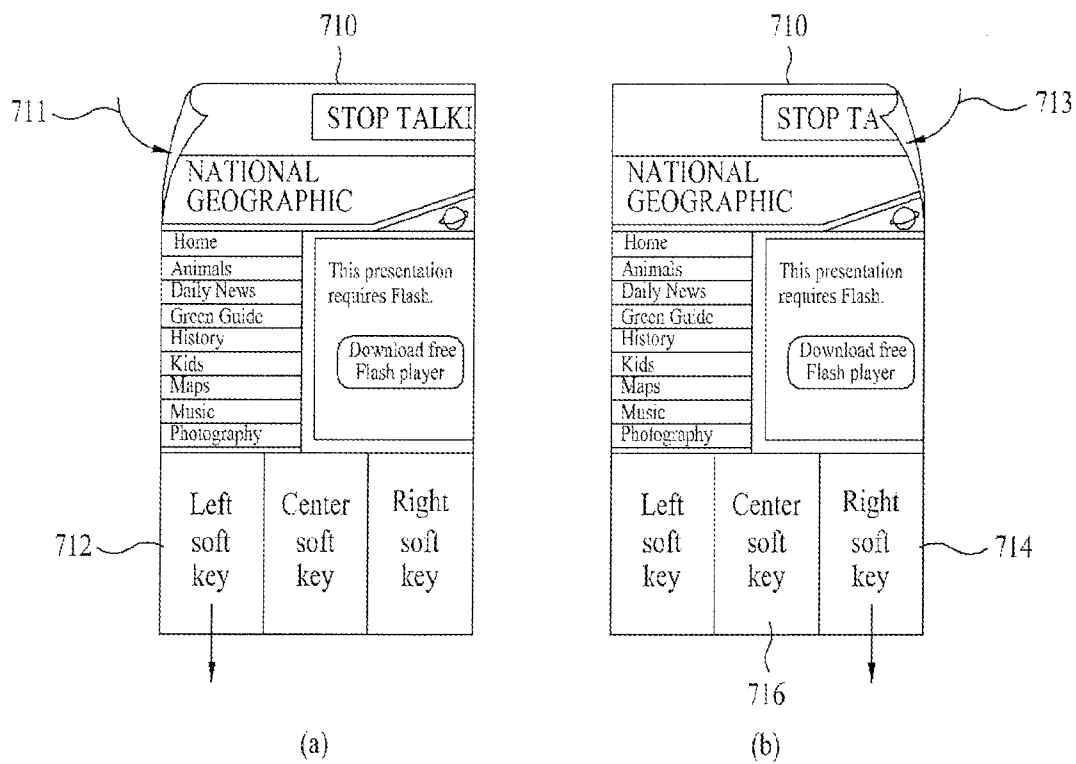 710
711
STOP TALKI
NATIONAL
GEOGRAPHIC
Home
Animals
Daily News
Green Guide
History
Kids
Maps
Music
Photography
This presentation
requires Flash.
Download free
Flash player
712
Left
soft
key
Center
soft
key
Right
soft
key
(a)
710
713
STOP TA
NATIONAL
GEOGRAPHIC
Home
Animals
Daily News
Green Guide
History
Kids
Maps
Music
Photography
This presentation
requires Flash.
Download free
Flash player
Left
soft
key
Center
soft
key
Right
soft
key
714
716
(b)